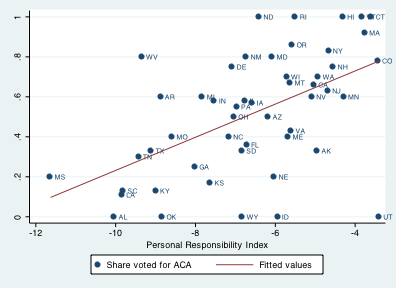 1
.8
.6
.4
.2
0
ND RI HI CT
MA
OR
NY
WV NM MD CO
DE NH
WI WA
MT
CA
NJ
AR MI NV MN
IN IA
PA
OH AZ
VA
MO NC ME
FL
TX SD AK
TN
GA
MS KY KS NE
SC
LA
AL OK WY ID UT
-12 -10 -8 -6 -4
Personal Responsibility Index
Share voted for ACA Fitted values